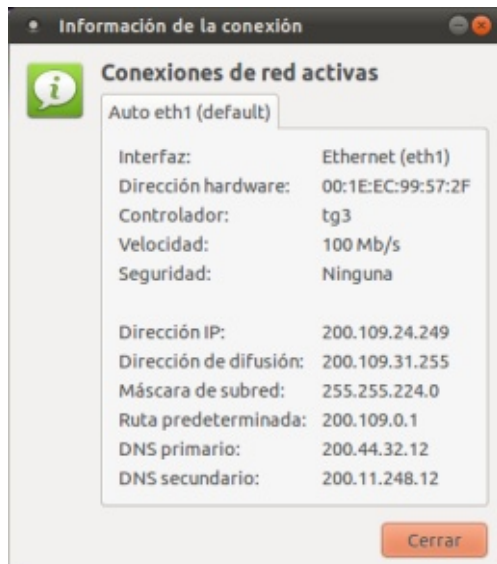 Información de la conexión
Conexiones de red activas
Auto eth1 (default)
Interfaz: Ethernet (eth1)
Dirección hardware: 00:1E:EC:99:57:2F
Controlador: tg3
Velocidad: 100 Mb/s
Seguridad: Ninguna
Dirección IP: 200.109.24.249
Dirección de difusión: 200.109.31.255
Máscara de subred: 255.255.224.0
Ruta predeterminada: 200.109.0.1
DNS primario: 200.44.32.12
DNS secundario: 200.11.248.12
Cerrar